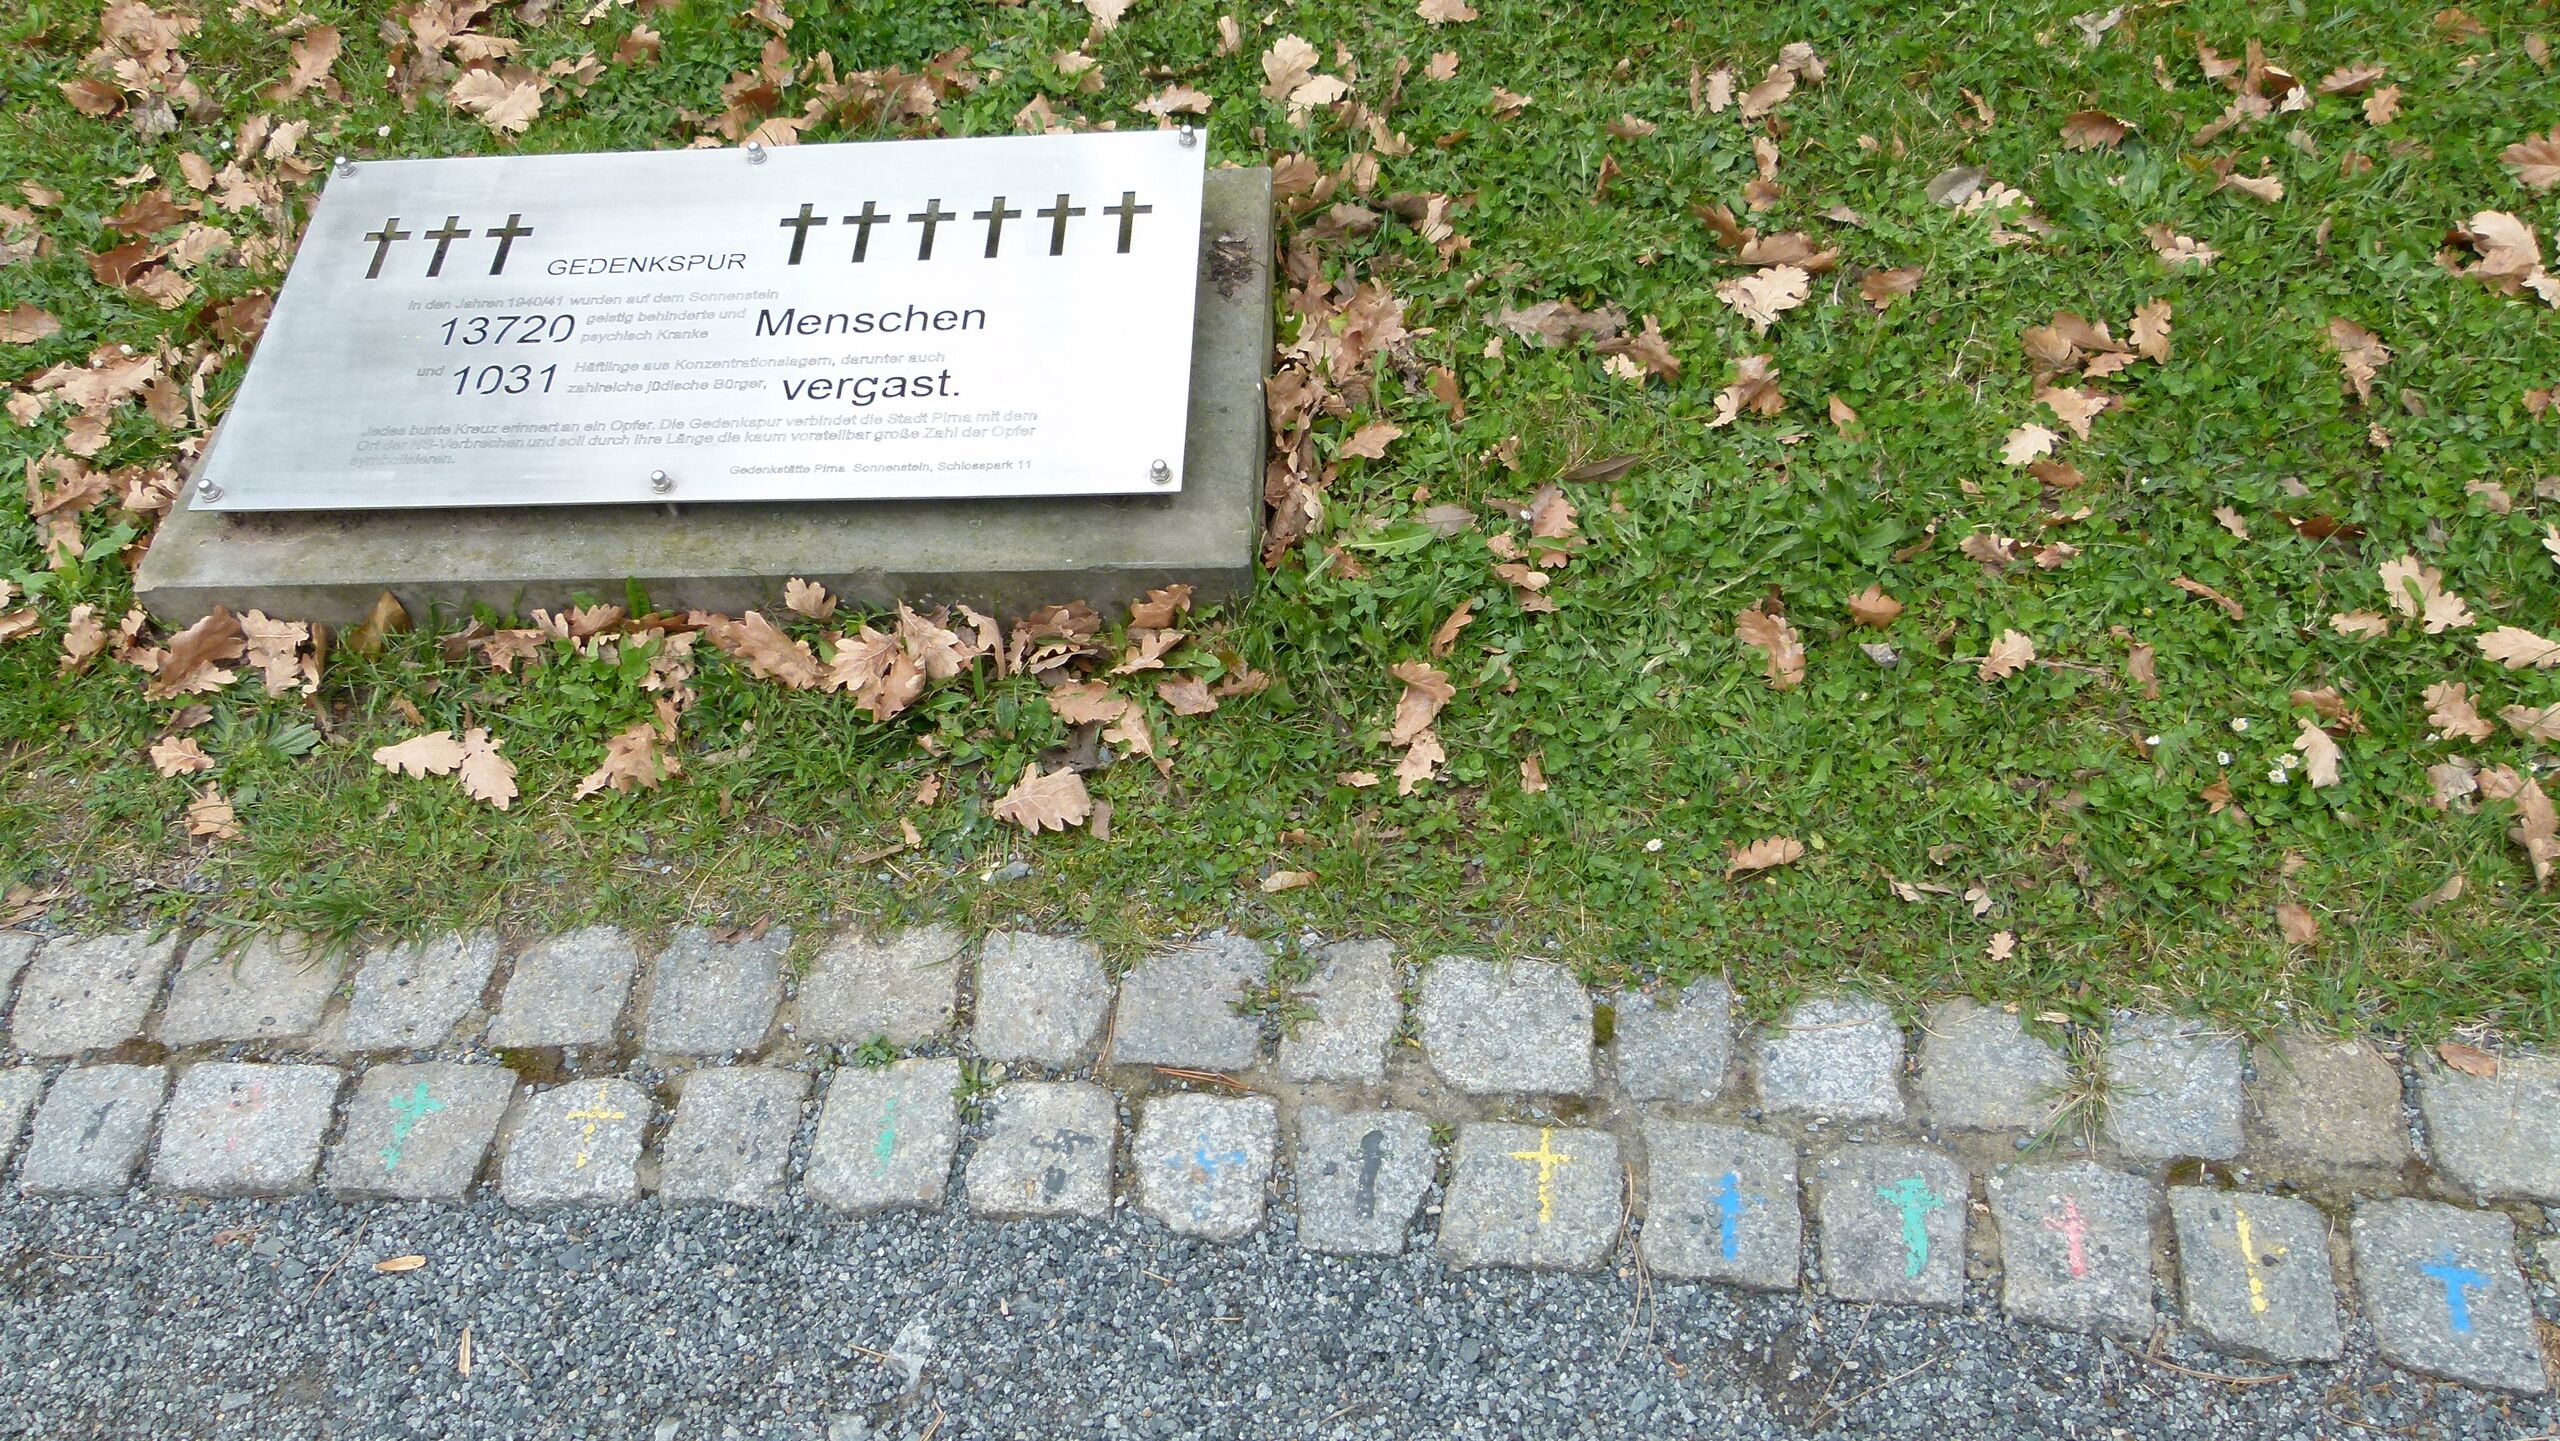 GEDENKSPUR
In den Jahren 1940/41 wurden auf dem Sonnenstein
13720 geistig behinderte und psychisch Kranke Menschen
und 1031 Häftlinge aus Konzentrationslagern, darunter auch zahlreiche jüdische Bürger, vergast.
Jedes bunte Kreuz erinnert an ein Opfer. Die Gedenkspur verbindet die Stadt Pirna mit dem
Ort der NS-Verbrechen und soll durch ihre Länge die kaum vorstellbar große Zahl der Opfer
symbolisieren.
Gedenkstätte Pirna Sonnenstein, Schlosspark 11